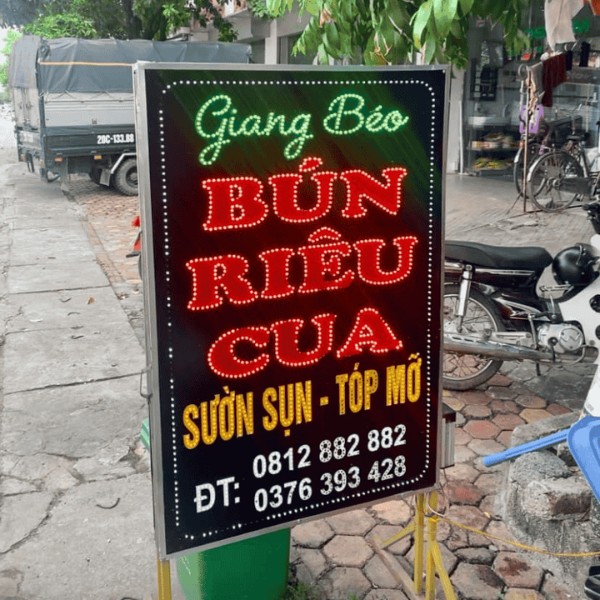 29C-133.88
Giang Béo
BÚN
RIÊU
CUA
SƯỜN SỤN - TÓP MỠ
ĐT: 0812 882 882
0376 393 428